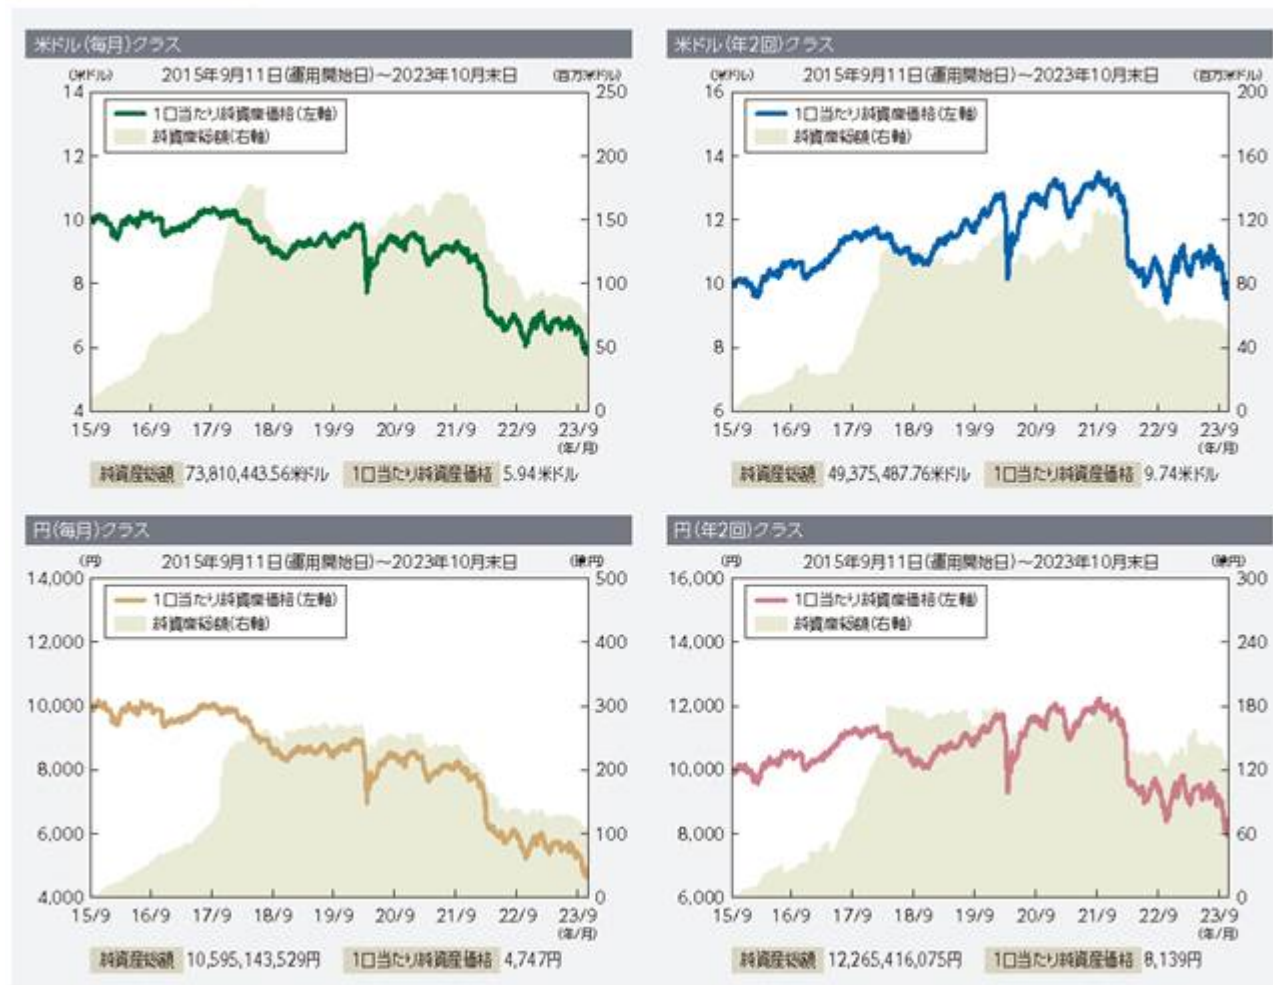 米ドル(毎月)クラス
2015年9月11日(運用開始日)～2023年10月末日
(米ドル)
(百万米ドル)
1口当たり純資産価格(左軸)
純資産総額(右軸)
14
12
10
8
6
4
250
200
150
100
50
0
15/9 16/9 17/9 18/9 19/9 20/9 21/9 22/9 23/9
(年/月)
純資産総額 73,810,443.56米ドル 1口当たり純資産価格 5.94米ドル
米ドル(年2回)クラス
2015年9月11日(運用開始日)～2023年10月末日
(米ドル)
(百万米ドル)
1口当たり純資産価格(左軸)
純資産総額(右軸)
16
14
12
10
8
6
200
160
120
80
40
0
15/9 16/9 17/9 18/9 19/9 20/9 21/9 22/9 23/9
(年/月)
純資産総額 49,375,487.76米ドル 1口当たり純資産価格 9.74米ドル
円(毎月)クラス
2015年9月11日(運用開始日)～2023年10月末日
(円)
(億円)
1口当たり純資産価格(左軸)
純資産総額(右軸)
14,000
12,000
10,000
8,000
6,000
4,000
500
400
300
200
100
0
15/9 16/9 17/9 18/9 19/9 20/9 21/9 22/9 23/9
(年/月)
純資産総額 10,595,143,529円 1口当たり純資産価格 4,747円
円(年2回)クラス
2015年9月11日(運用開始日)～2023年10月末日
(円)
(億円)
1口当たり純資産価格(左軸)
純資産総額(右軸)
16,000
14,000
12,000
10,000
8,000
6,000
300
240
180
120
60
0
15/9 16/9 17/9 18/9 19/9 20/9 21/9 22/9 23/9
(年/月)
純資産総額 12,265,416,075円 1口当たり純資産価格 8,139円